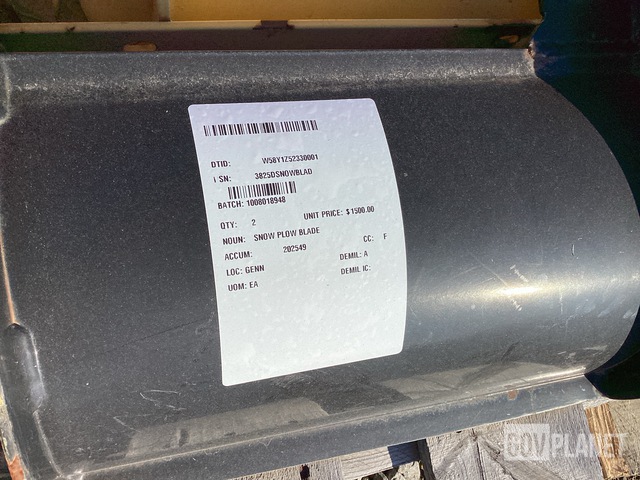 DTID: W58Y1Z52330001
SN: 3825DSNOWBLAD
BATCH: 1008018948
QTY: 2 UNIT PRICE: $1500.00
NOUN: SNOW PLOW BLADE CC: F
ACCUM: 202549 DEMIL: A
LOC: GENN DEMIL IC:
UOM: EA
GOVPLANET